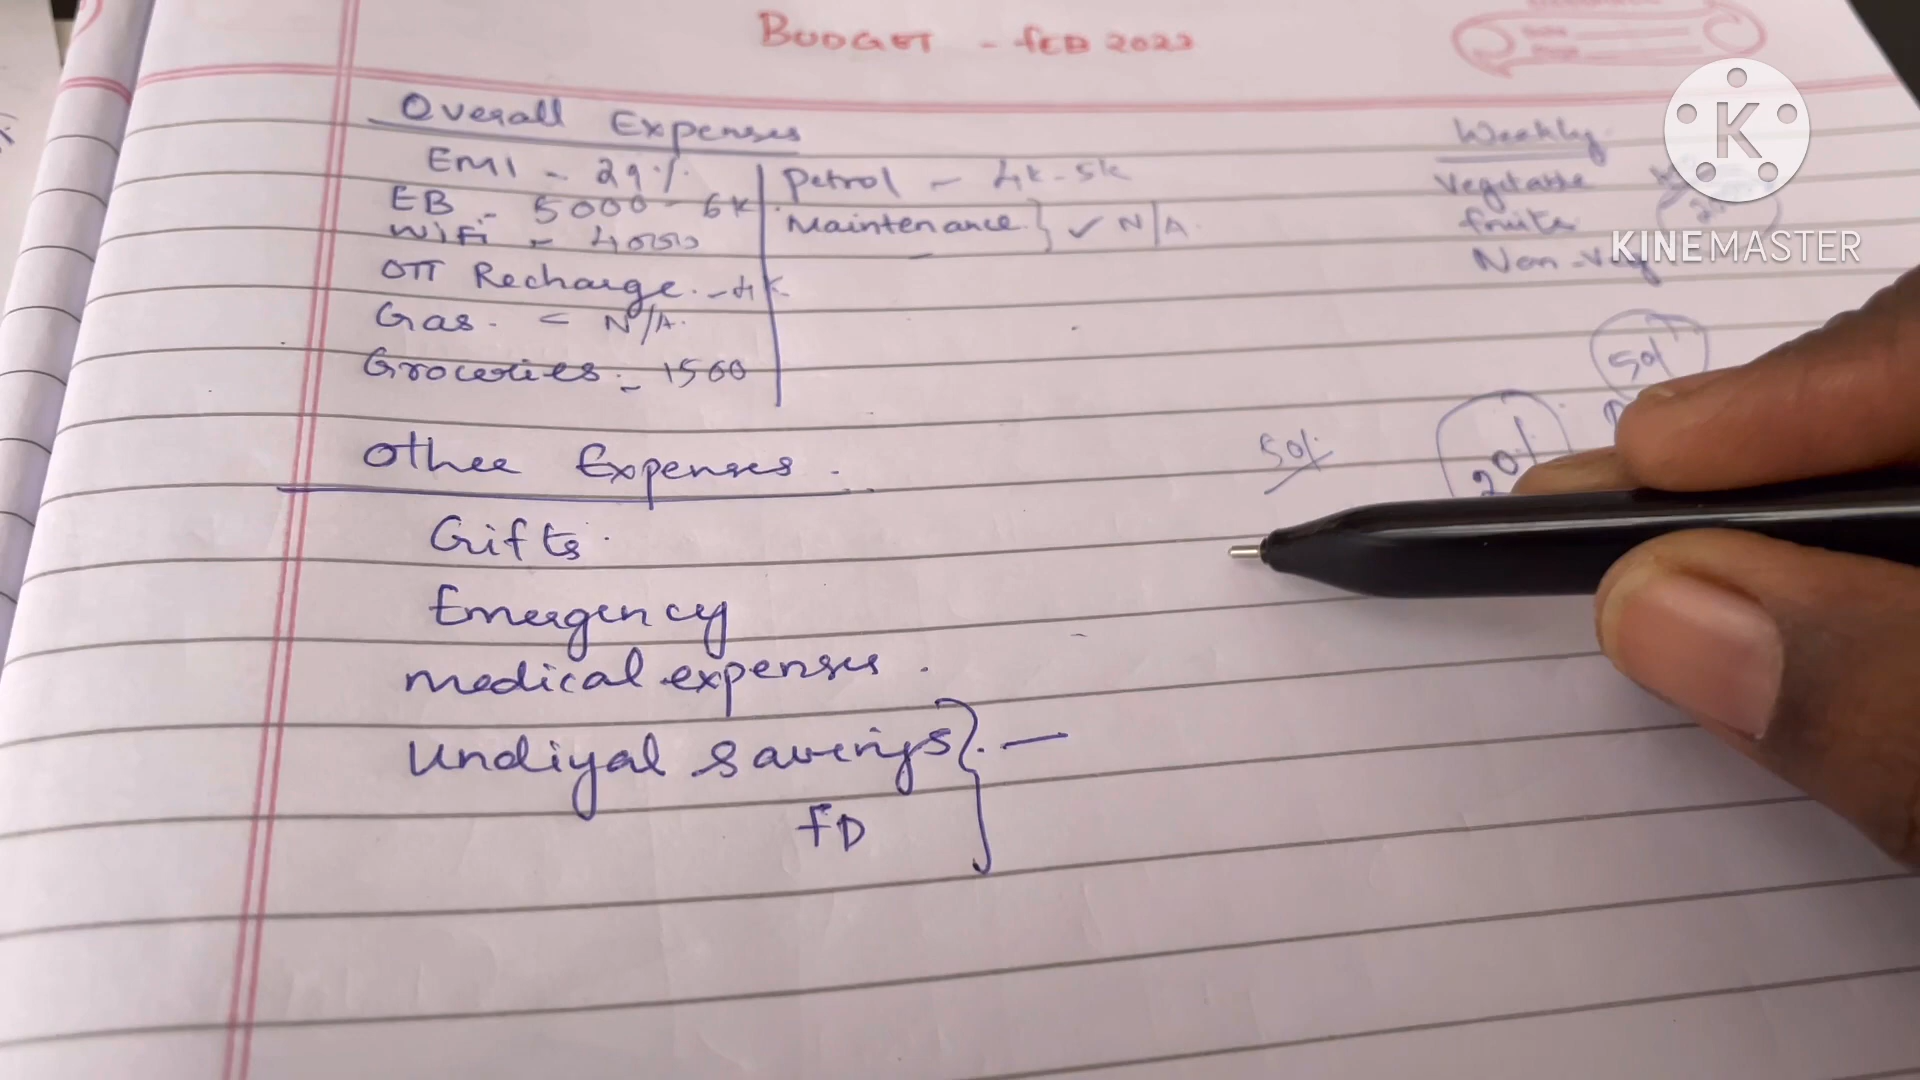 BUDGET - FEB 2022
Overall Expenses
EMI - 29%
EB - 5000 - 6K
WiFi - 4000
OTT Recharge - 4K
Gas - N/A.
Groceries - 1500
Petrol - 4K-5K
Maintenance } ✓ N/A.
Weekly
Vegetable
fruits
Non-Veg
50%
20%
50%
Other Expenses.
Gifts.
Emergency
medical expenses.
Undiyal savings } -
FD
K
KINEMASTER